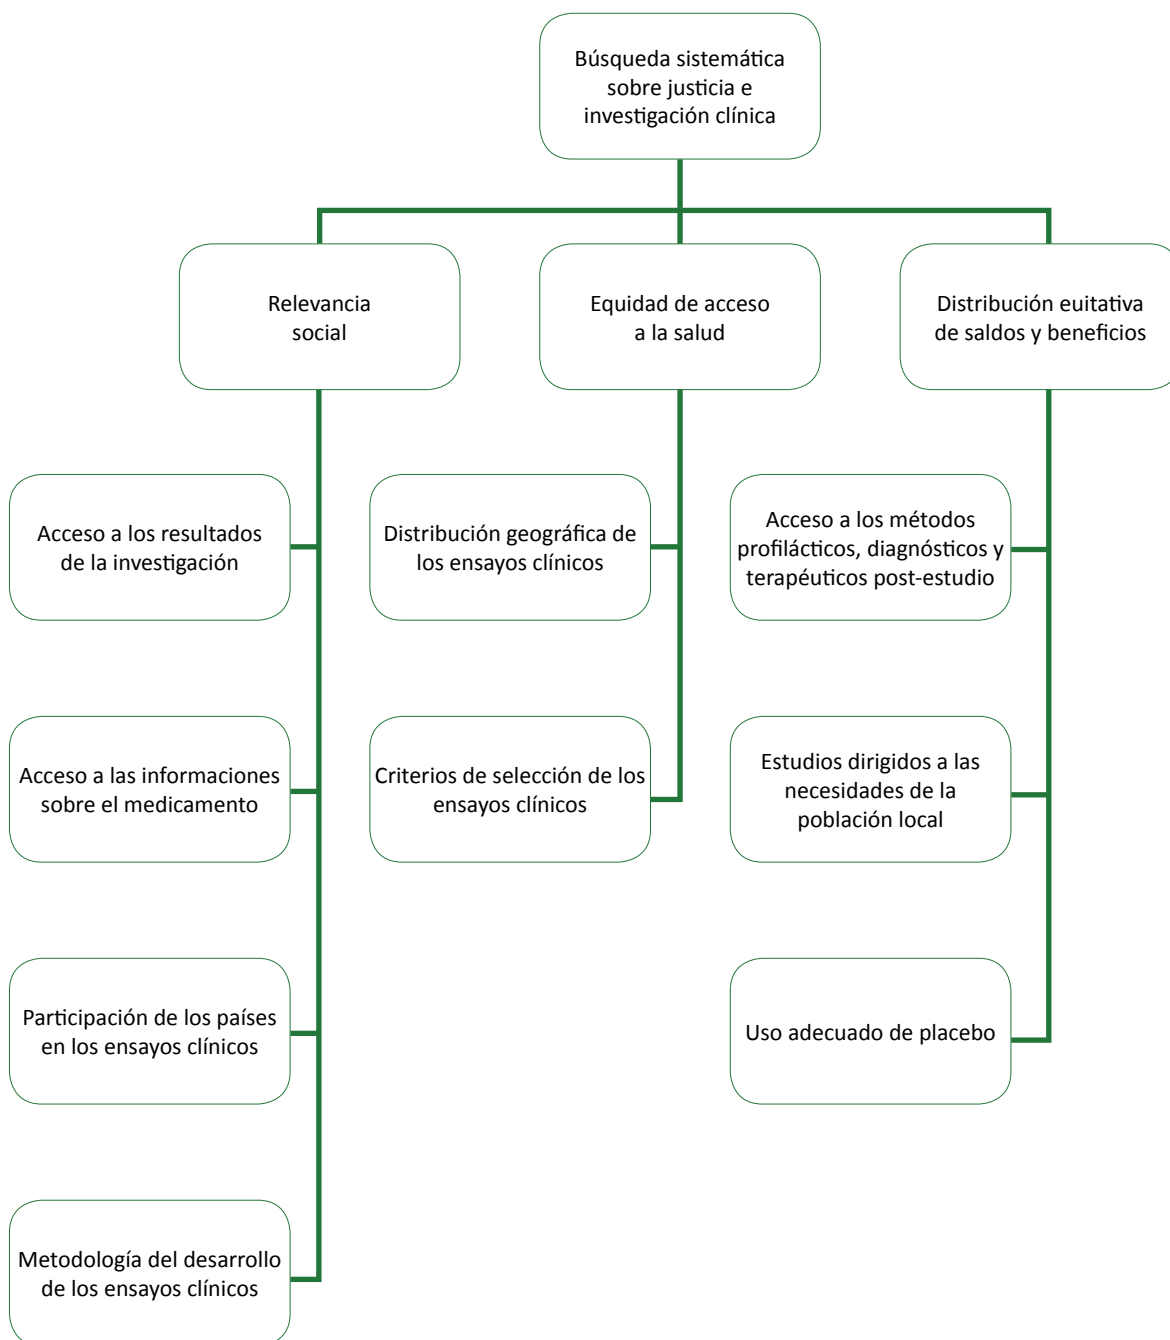 Búsqueda sistemática
sobre justicia e
investigación clínica
Relevancia
social
Equidad de acceso
a la salud
Distribución euitativa
de saldos y beneficios
Acceso a los resultados
de la investigación
Distribución geográfica de
los ensayos clínicos
Acceso a los métodos
profilácticos, diagnósticos y
terapéuticos post-estudio
Acceso a las informaciones
sobre el medicamento
Criterios de selección de los
ensayos clínicos
Estudios dirigidos a las
necesidades de la
población local
Participación de los países
en los ensayos clínicos
Uso adecuado de placebo
Metodología del desarrollo
de los ensayos clínicos